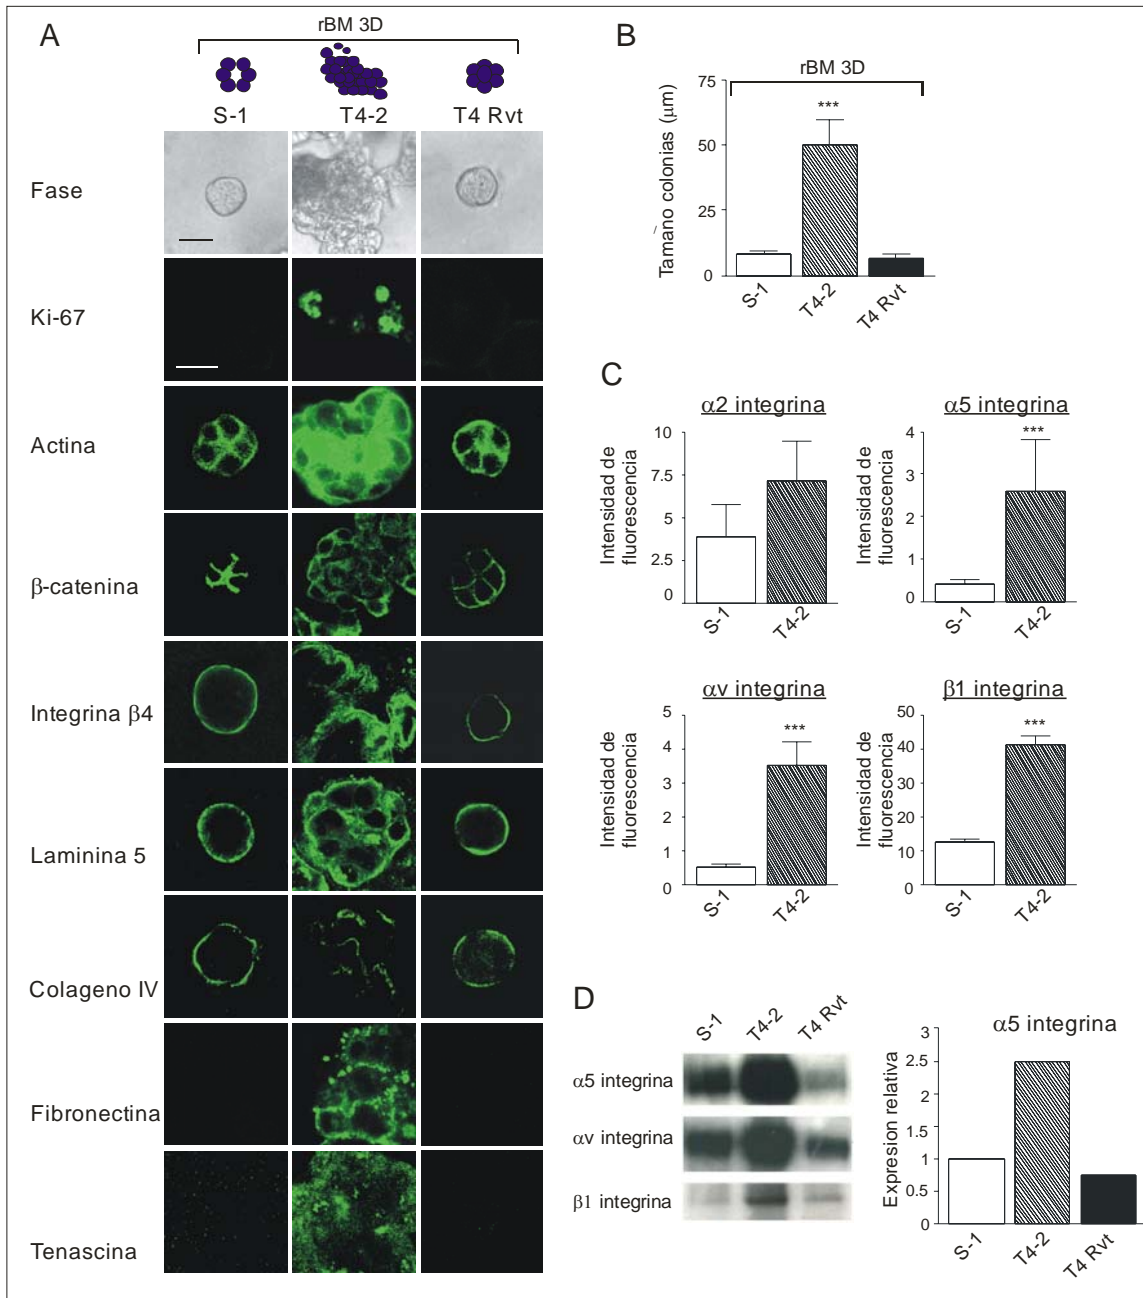 A
rBM 3D
S-1 T4-2 T4 Rvt
Fase
Ki-67
Actina
β-catenina
Integrina β4
Laminina 5
Colageno IV
Fibronectina
Tenascina
B
rBM 3D
Tamaño colonias (μm)
75
50
25
0
***
S-1 T4-2 T4 Rvt
C
α2 integrina
Intensidad de
fluorescencia
10
7.5
5
2.5
0
S-1 T4-2
α5 integrina
Intensidad de
fluorescencia
4
3
2
1
0
***
S-1 T4-2
αv integrina
Intensidad de
fluorescencia
5
4
3
2
1
0
***
S-1 T4-2
β1 integrina
Intensidad de
fluorescencia
50
40
30
20
10
0
***
S-1 T4-2
D
S-1 T4-2 T4 Rvt
α5 integrina
αv integrina
β1 integrina
α5 integrina
Expresion relativa
3
2.5
2
1.5
1
0.5
0
S-1 T4-2 T4 Rvt